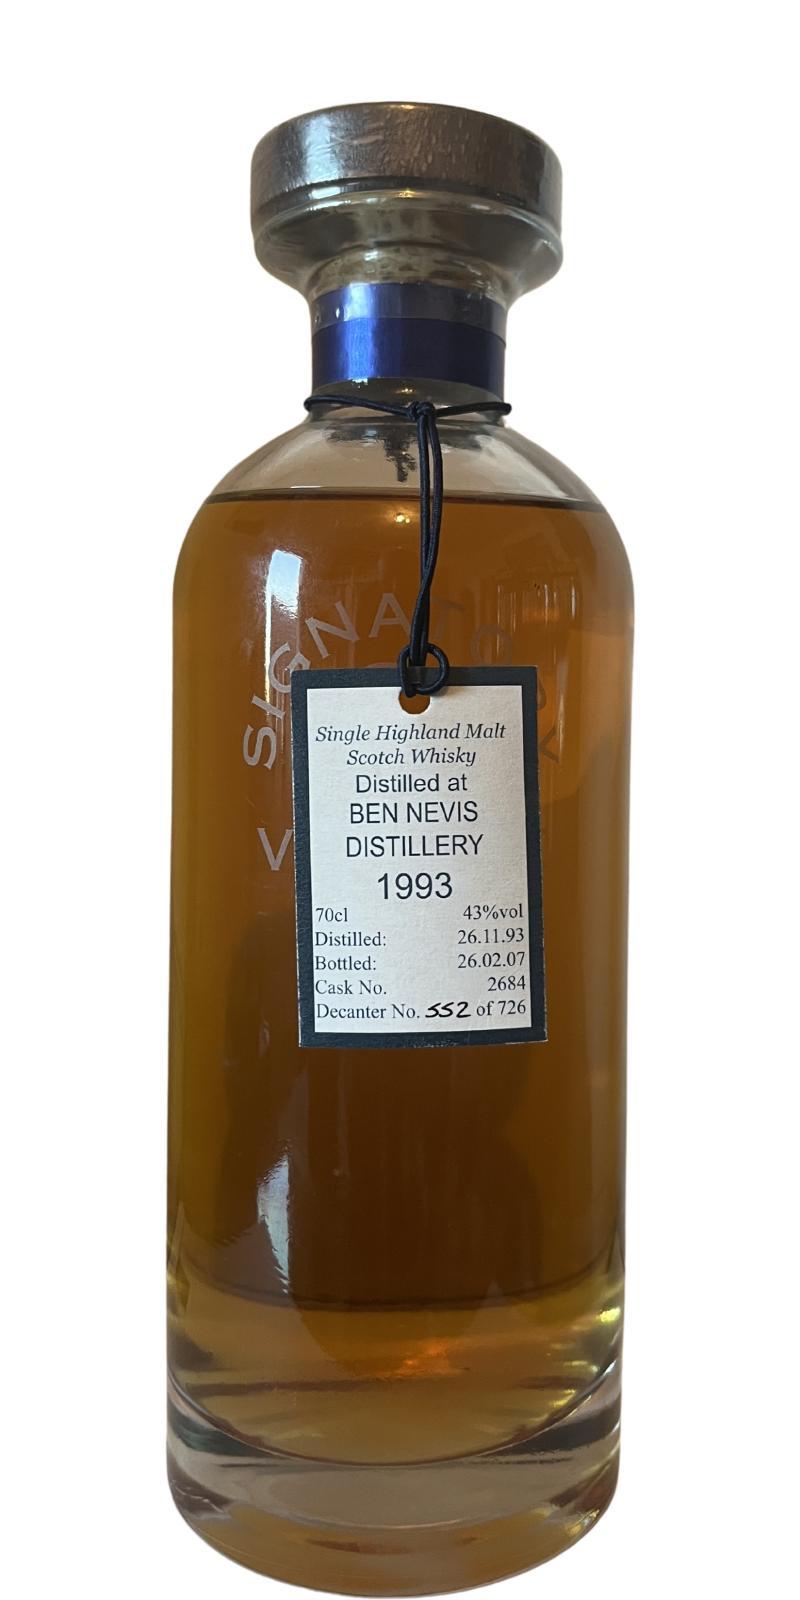 SIGNATORY
V
Single Highland Malt
Scotch Whisky
Distilled at
BEN NEVIS
DISTILLERY
1993
70cl 43%vol
Distilled: 26.11.93
Bottled: 26.02.07
Cask No. 2684
Decanter No. 552 of 726